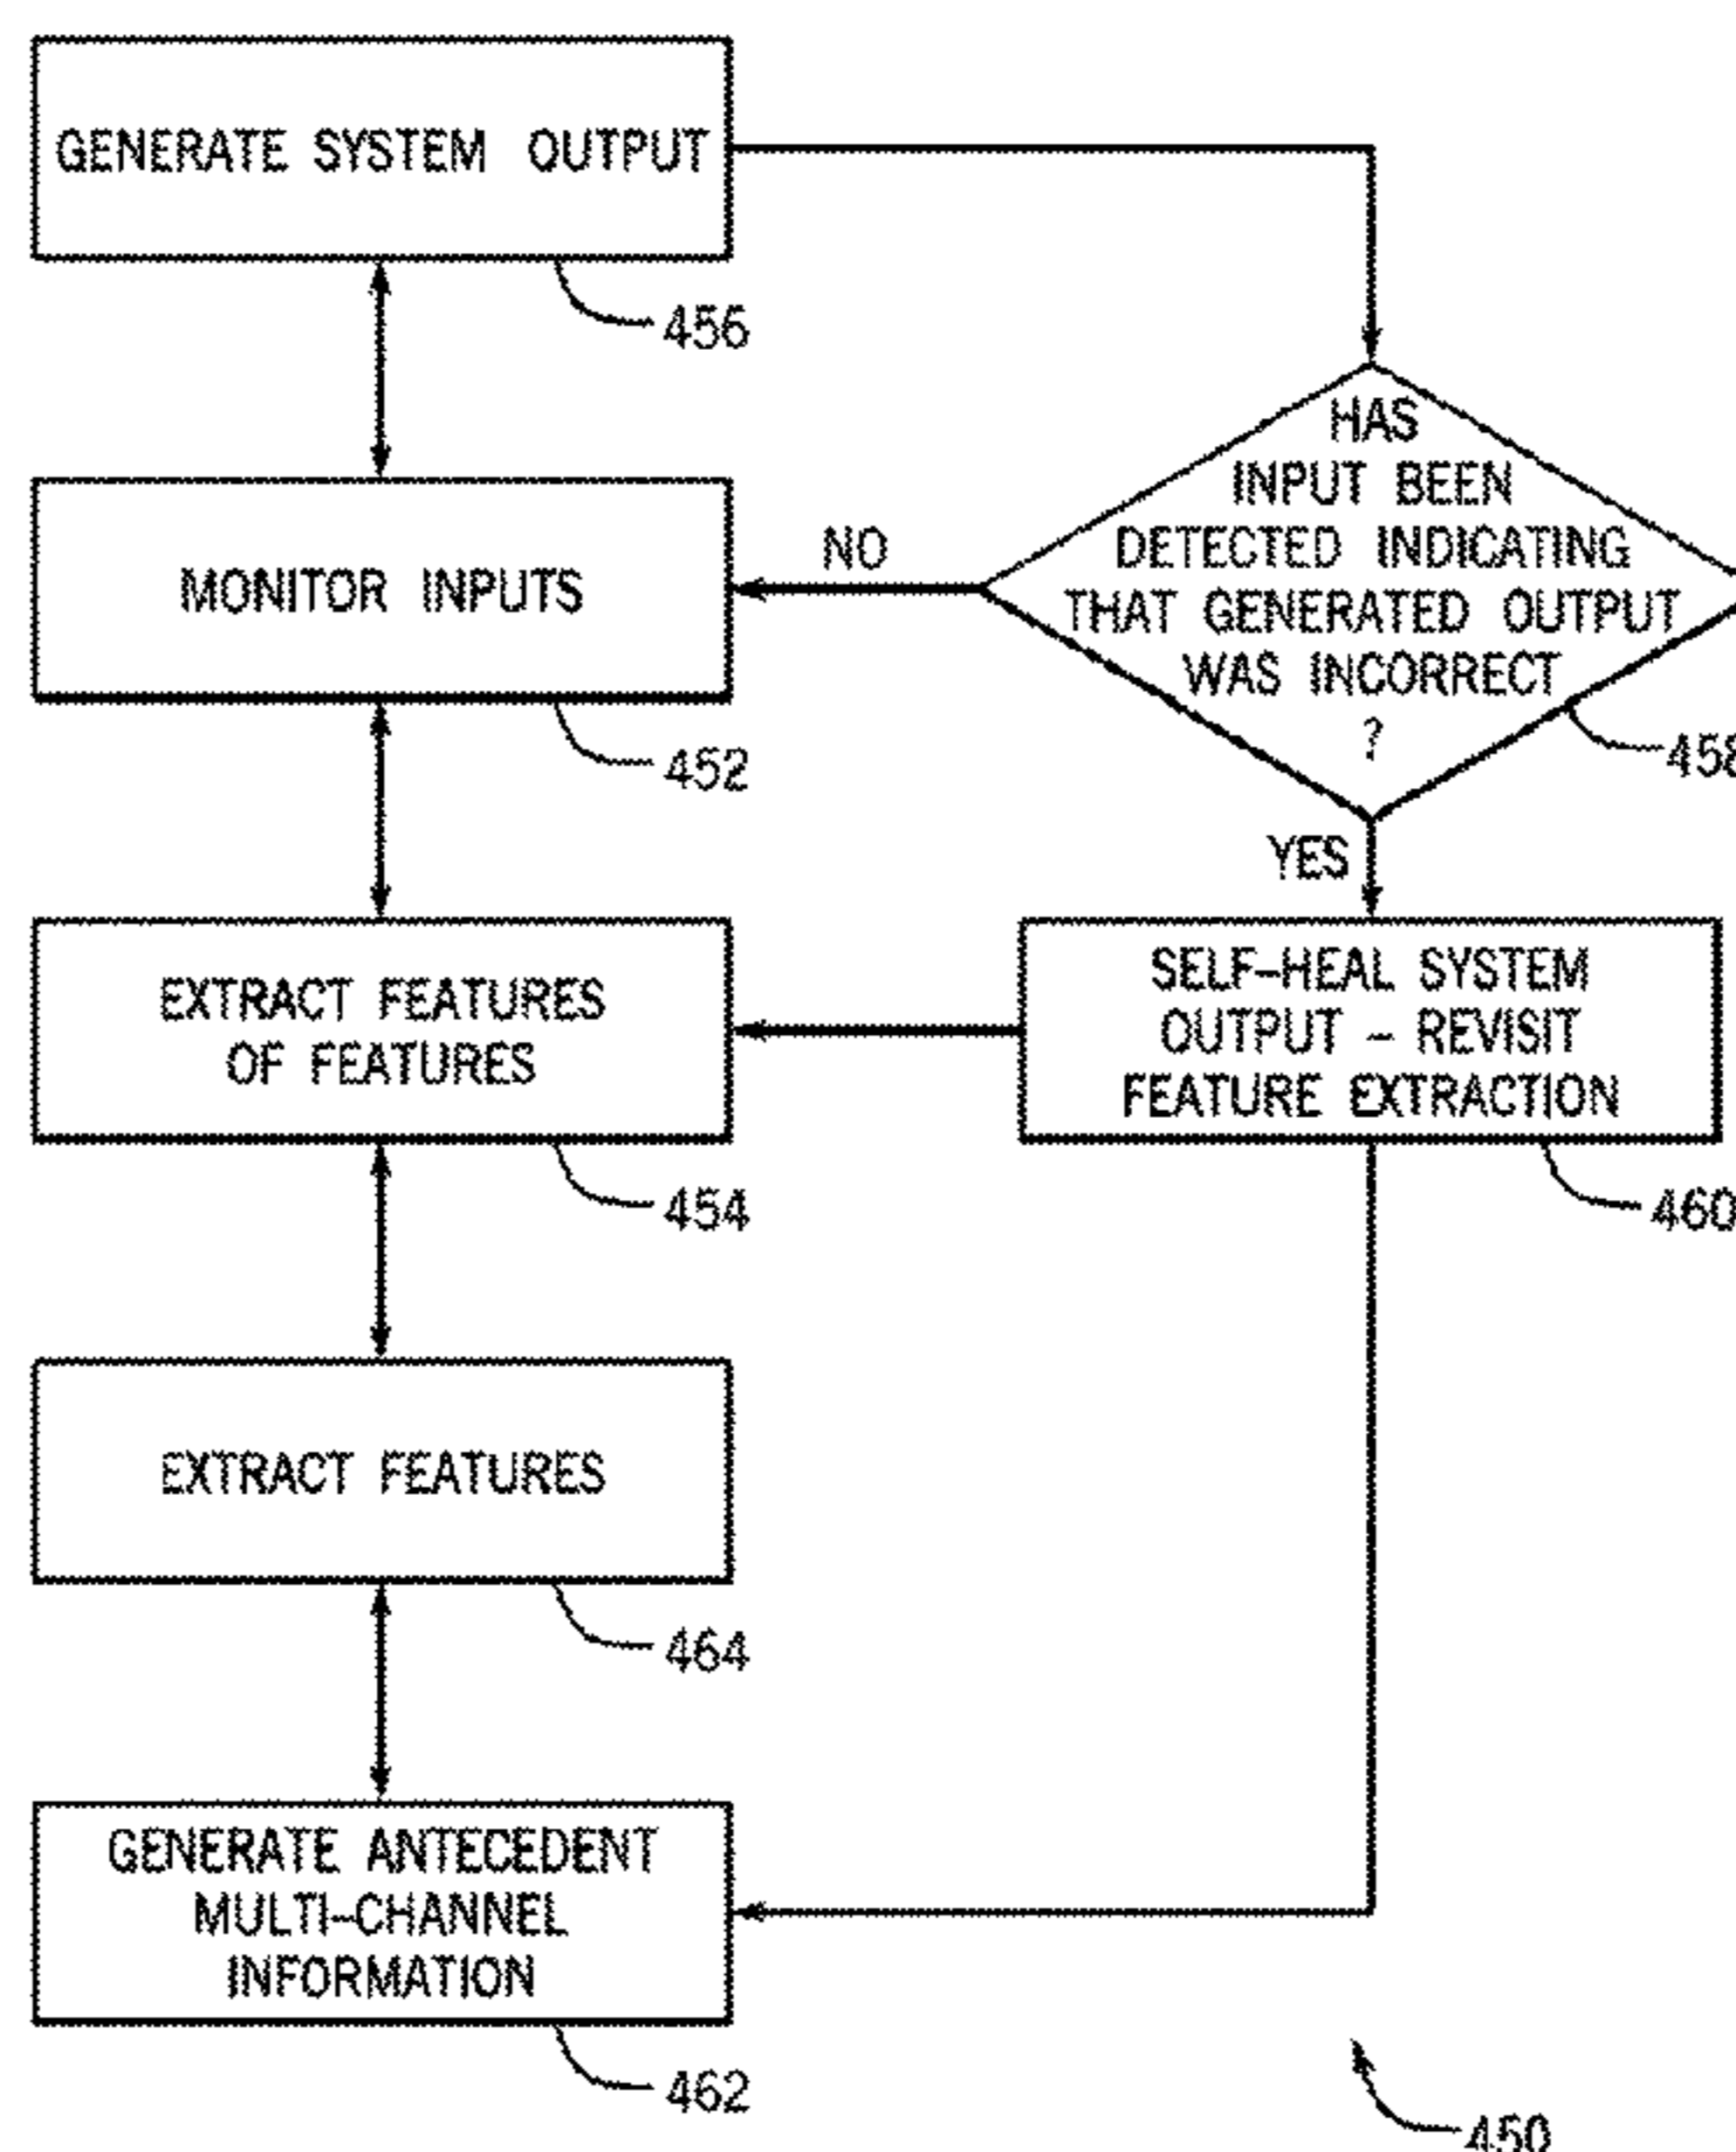 GENERATE SYSTEM OUTPUT
456
HAS
INPUT BEEN
DETECTED INDICATING
THAT GENERATED OUTPUT
WAS INCORRECT
?
458
NO
MONITOR INPUTS
452
YES
EXTRACT FEATURES
OF FEATURES
454
SELF-HEAL SYSTEM
OUTPUT - REVISIT
FEATURE EXTRACTION
460
EXTRACT FEATURES
464
GENERATE ANTECEDENT
MULTI-CHANNEL
INFORMATION
462
450